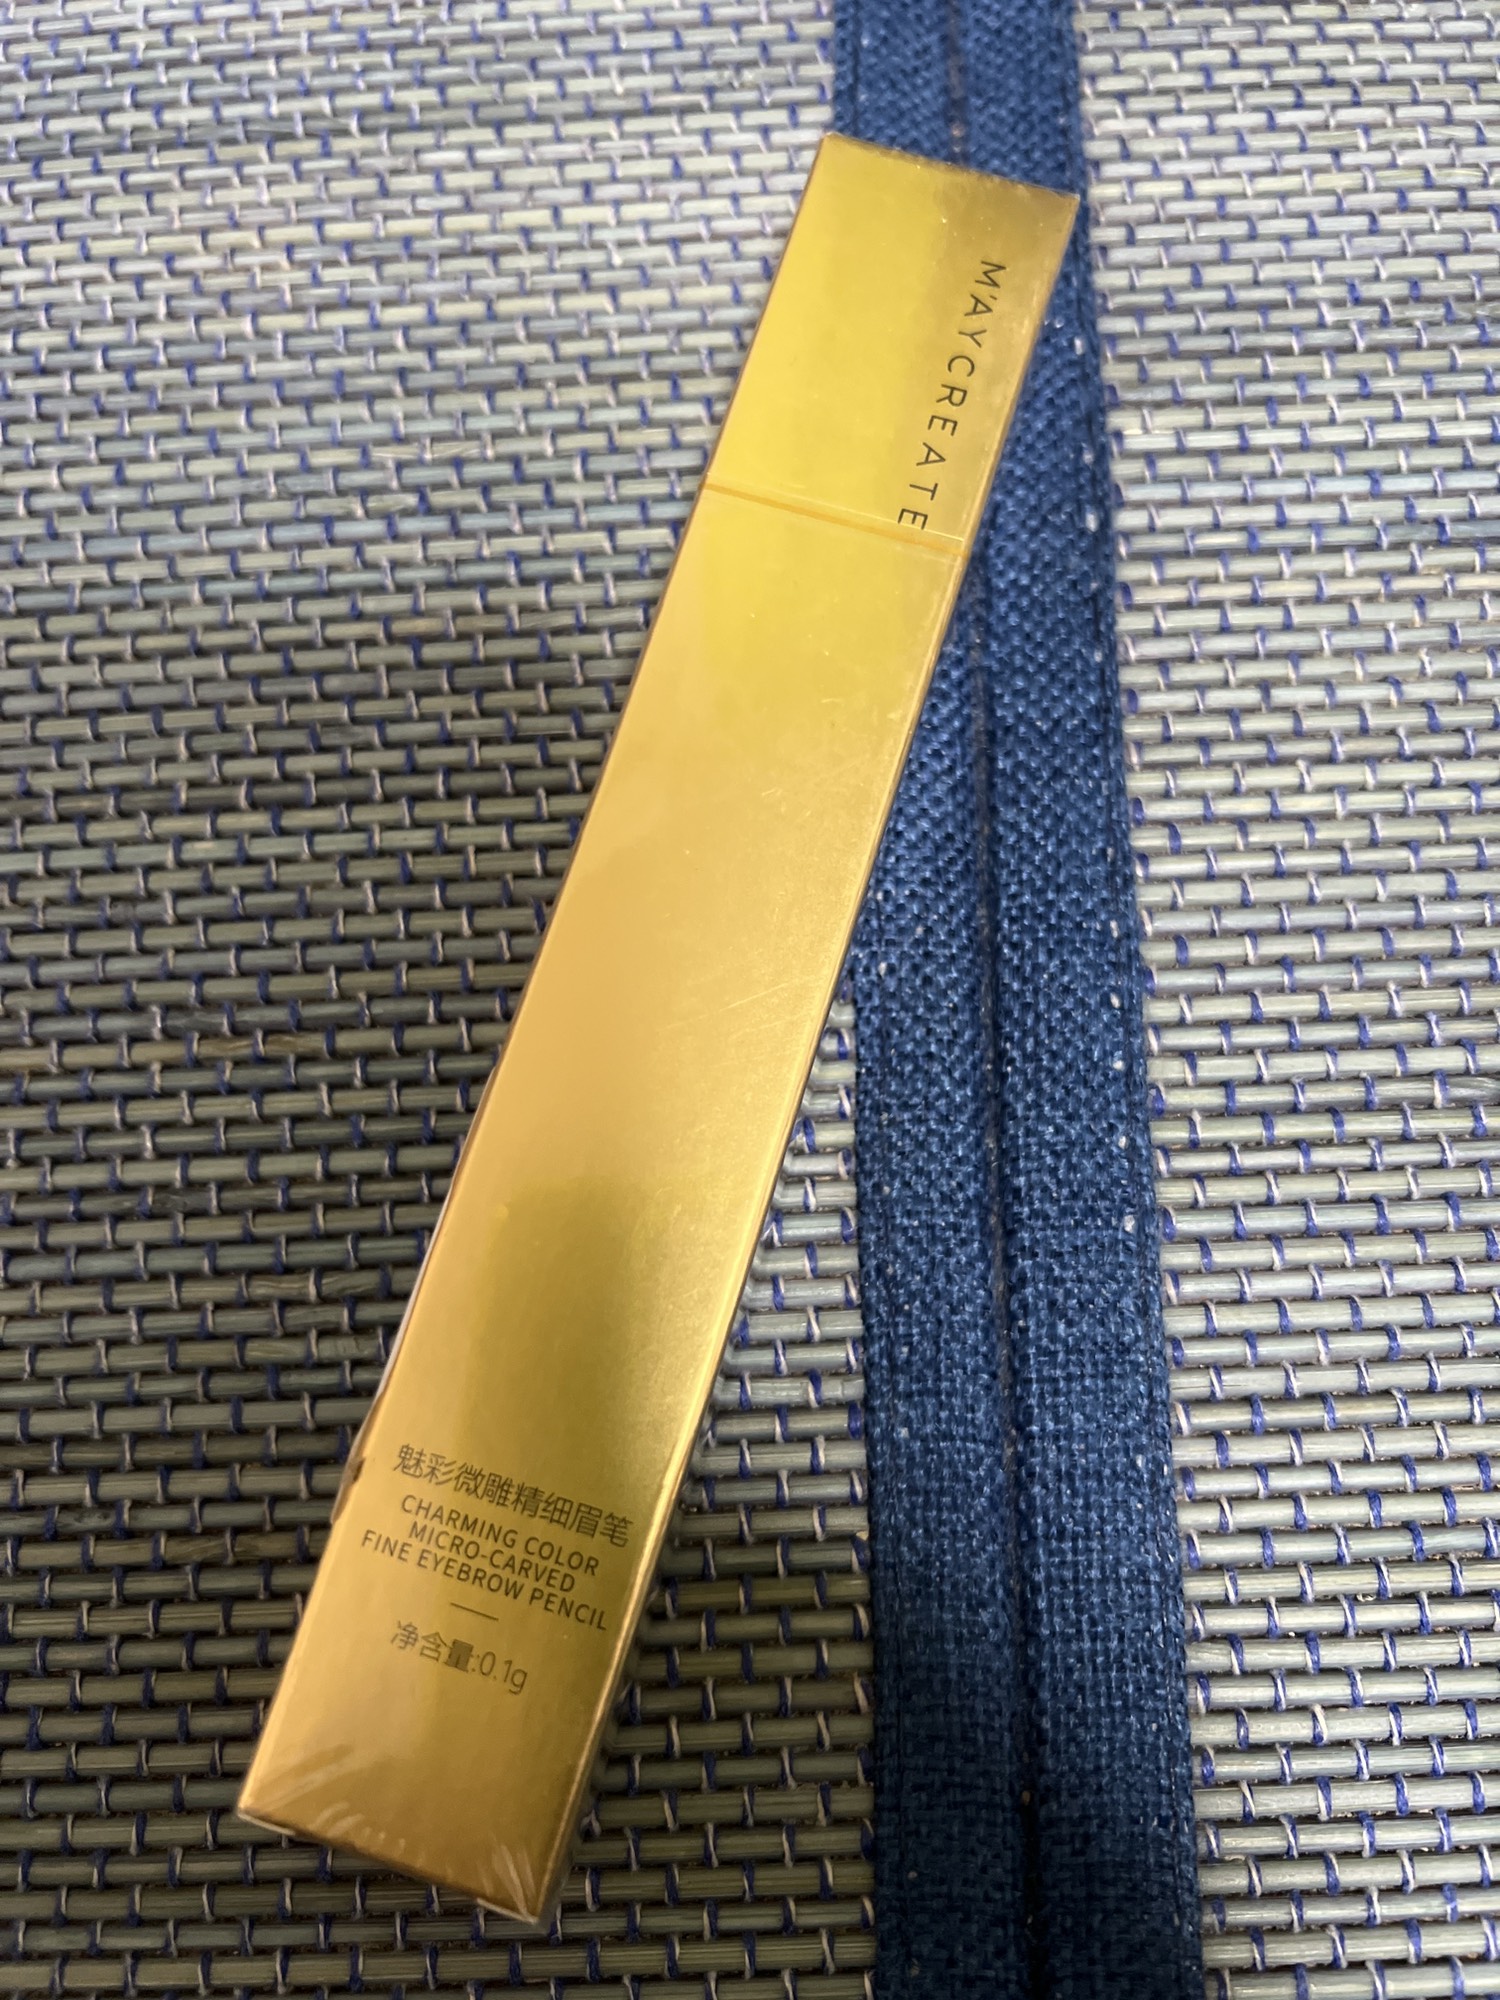 M'AYCREATE
魅彩微雕精细眉笔
CHARMING COLOR
MICRO-CARVED
FINE EYEBROW PENCIL
净含量:0.1g